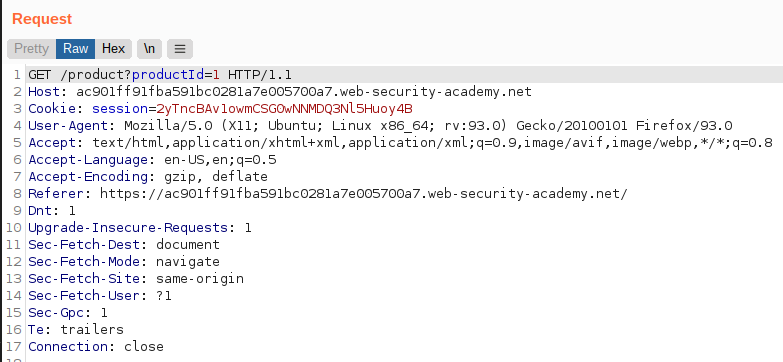 Request
Pretty Raw Hex \n ≡
1 GET /product?productId=1 HTTP/1.1
2 Host: ac901ff91fba591bc0281a7e005700a7.web-security-academy.net
3 Cookie: session=2yTncBAv1owmCSGOwNNMDQ3Nl5Huoy4B
4 User-Agent: Mozilla/5.0 (X11; Ubuntu; Linux x86_64; rv:93.0) Gecko/20100101 Firefox/93.0
5 Accept: text/html,application/xhtml+xml,application/xml;q=0.9,image/avif,image/webp,*/*;q=0.8
6 Accept-Language: en-US,en;q=0.5
7 Accept-Encoding: gzip, deflate
8 Referer: https://ac901ff91fba591bc0281a7e005700a7.web-security-academy.net/
9 Dnt: 1
10 Upgrade-Insecure-Requests: 1
11 Sec-Fetch-Dest: document
12 Sec-Fetch-Mode: navigate
13 Sec-Fetch-Site: same-origin
14 Sec-Fetch-User: ?1
15 Sec-Gpc: 1
16 Te: trailers
17 Connection: close
18